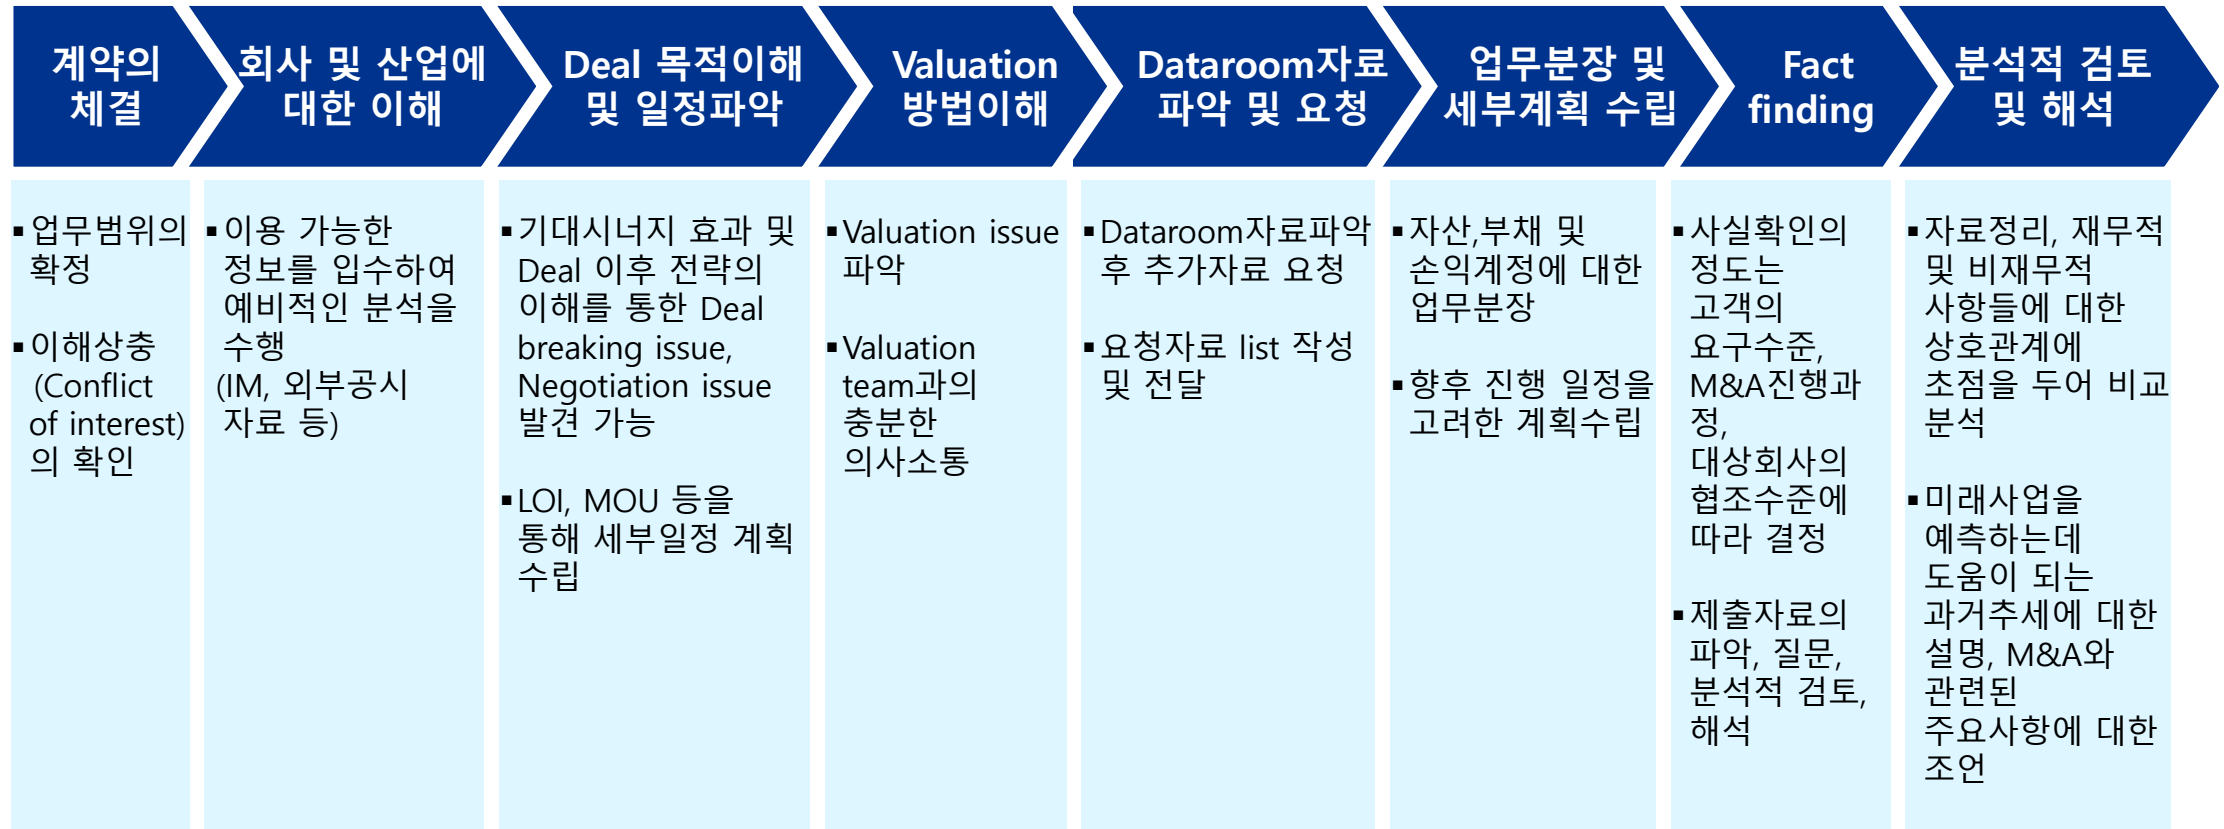 계약의
체결
회사 및 산업에
대한 이해
Deal 목적이해
및 일정파악
Valuation
방법이해
Dataroom자료
파악 및 요청
업무분장 및
세부계획 수립
Fact
finding
분석적 검토
및 해석
▪업무범위의
확정
▪이해상충
(Conflict
of interest)
의 확인
▪이용 가능한
정보를 입수하여
예비적인 분석을
수행
(IM, 외부공시
자료 등)
▪기대시너지 효과 및
Deal 이후 전략의
이해를 통한 Deal
breaking issue,
Negotiation issue
발견 가능
▪LOI, MOU 등을
통해 세부일정 계획
수립
▪Valuation issue
파악
▪Valuation
team과의
충분한
의사소통
▪Dataroom자료파악
후 추가자료 요청
▪요청자료 list 작성
및 전달
▪자산,부채 및
손익계정에 대한
업무분장
▪향후 진행 일정을
고려한 계획수립
▪사실확인의
정도는
고객의
요구수준,
M&A진행과
정,
대상회사의
협조수준에
따라 결정
▪제출자료의
파악, 질문,
분석적 검토,
해석
▪자료정리, 재무적
및 비재무적
사항들에 대한
상호관계에
초점을 두어 비교
분석
▪미래사업을
예측하는데
도움이 되는
과거추세에 대한
설명, M&A와
관련된
주요사항에 대한
조언